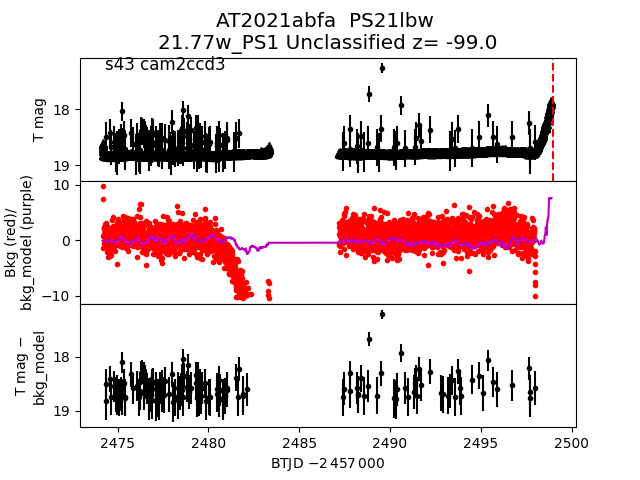 AT2021abfa  PS21lbw
21.77w_PS1 Unclassified z= -99.0
s43 cam2ccd3
T mag
18
19
Bkg (red)/
bkg_model (purple)
10
0
−10
T mag −
bkg_model
18
19
2475
2480
2485
2490
2495
2500
BTJD −2 457 000